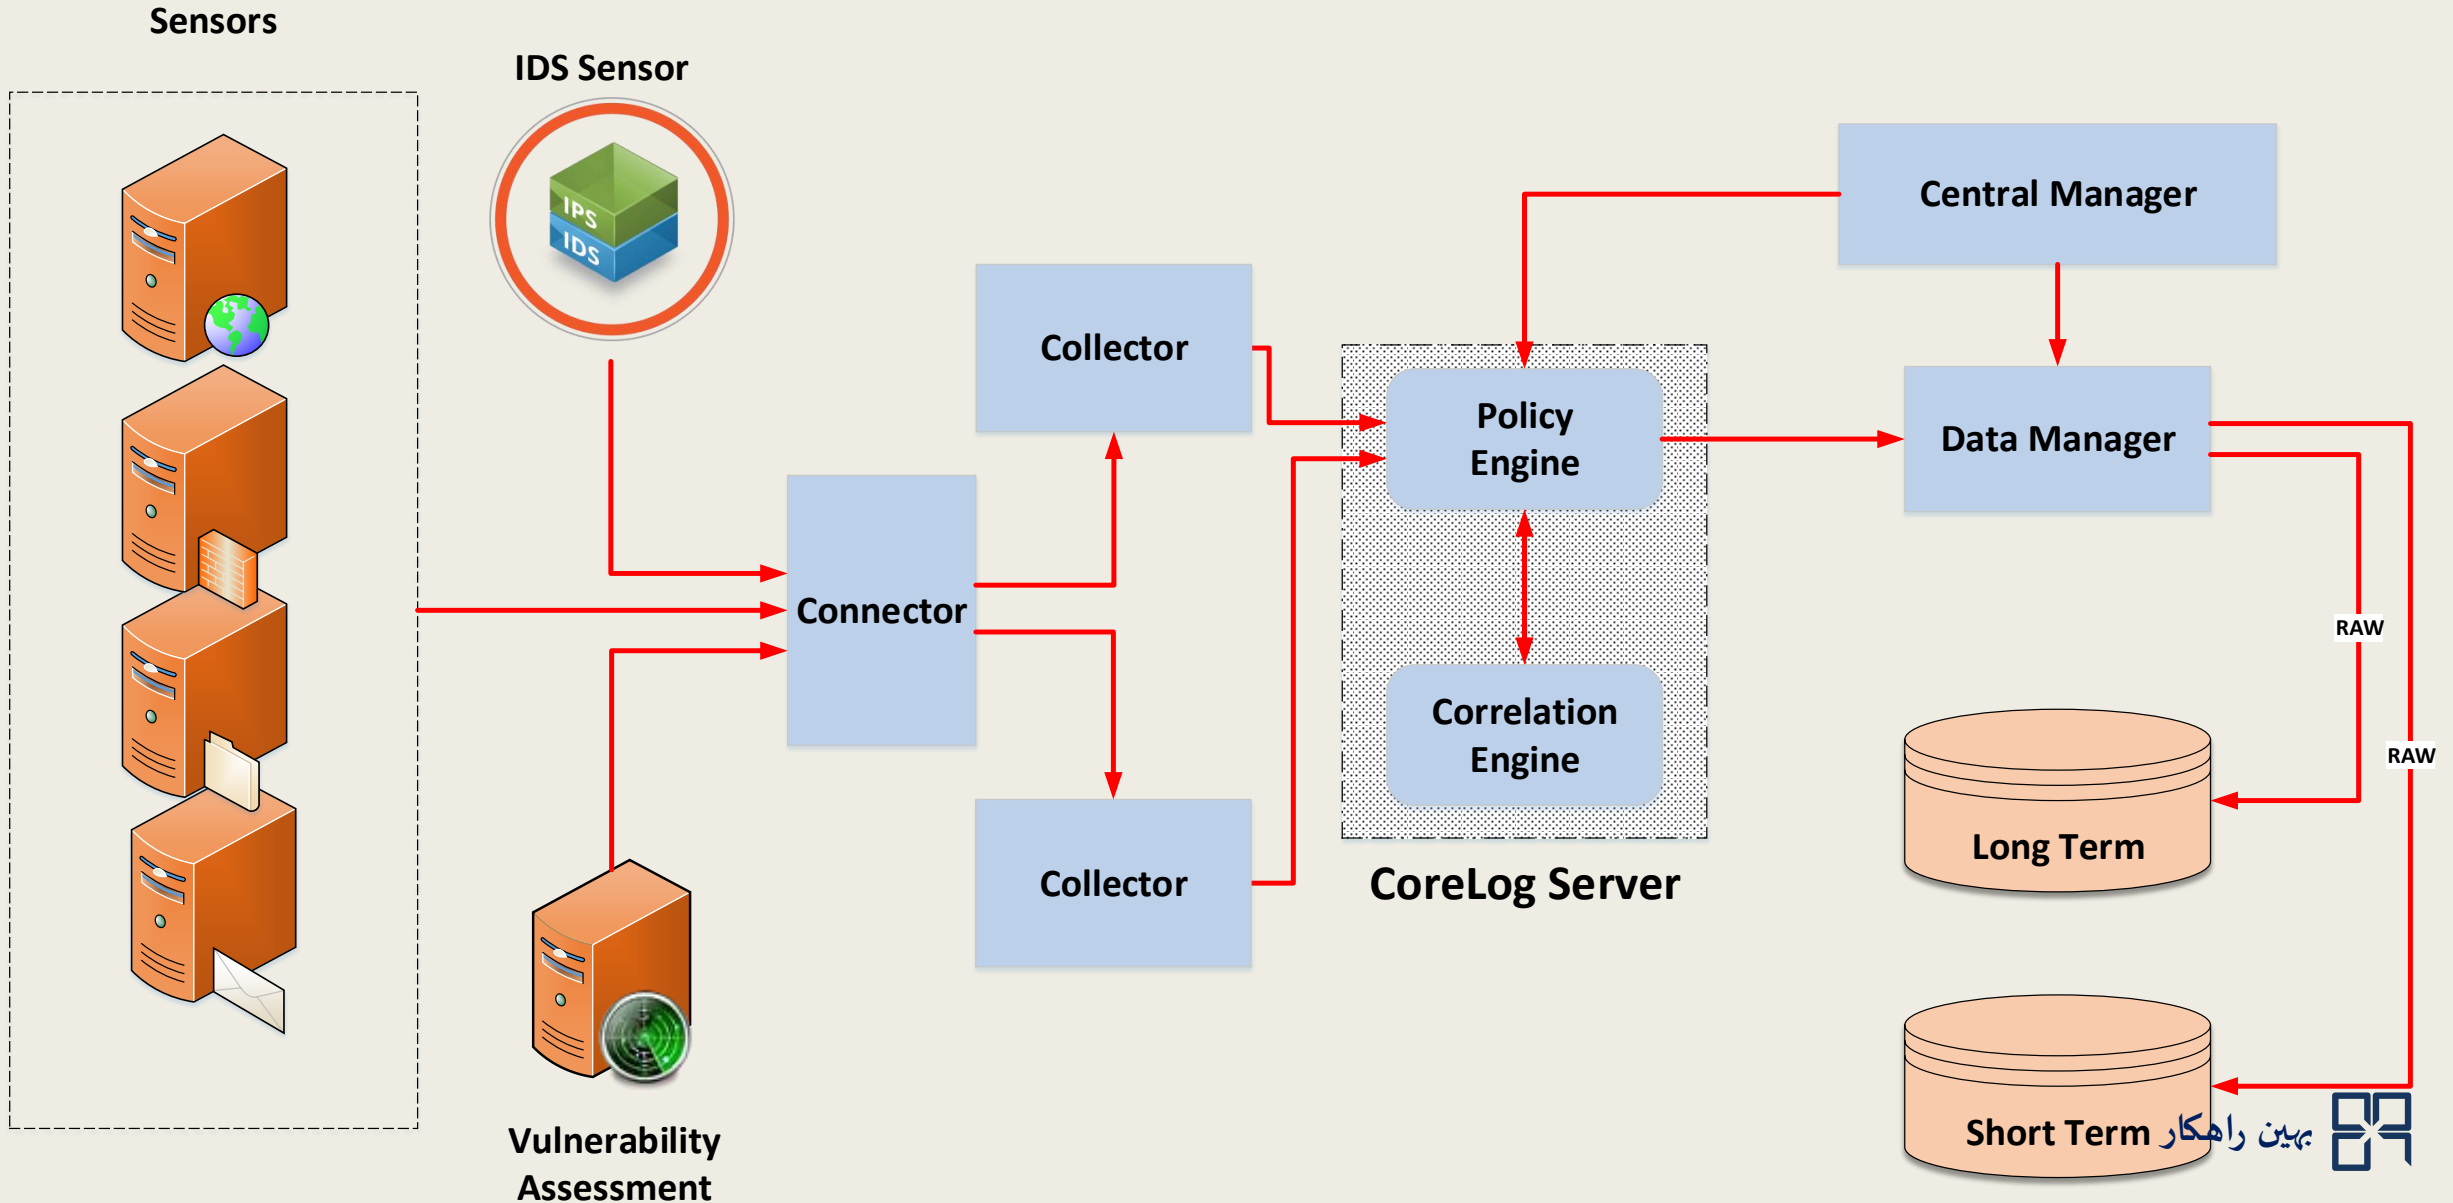 Sensors
IDS Sensor
IPS
IDS
Central Manager
Collector
Policy
Engine
Data Manager
Connector
RAW
Correlation
Engine
RAW
Long Term
Collector
CoreLog Server
Short Term
بهین راهکار
Vulnerability
Assessment